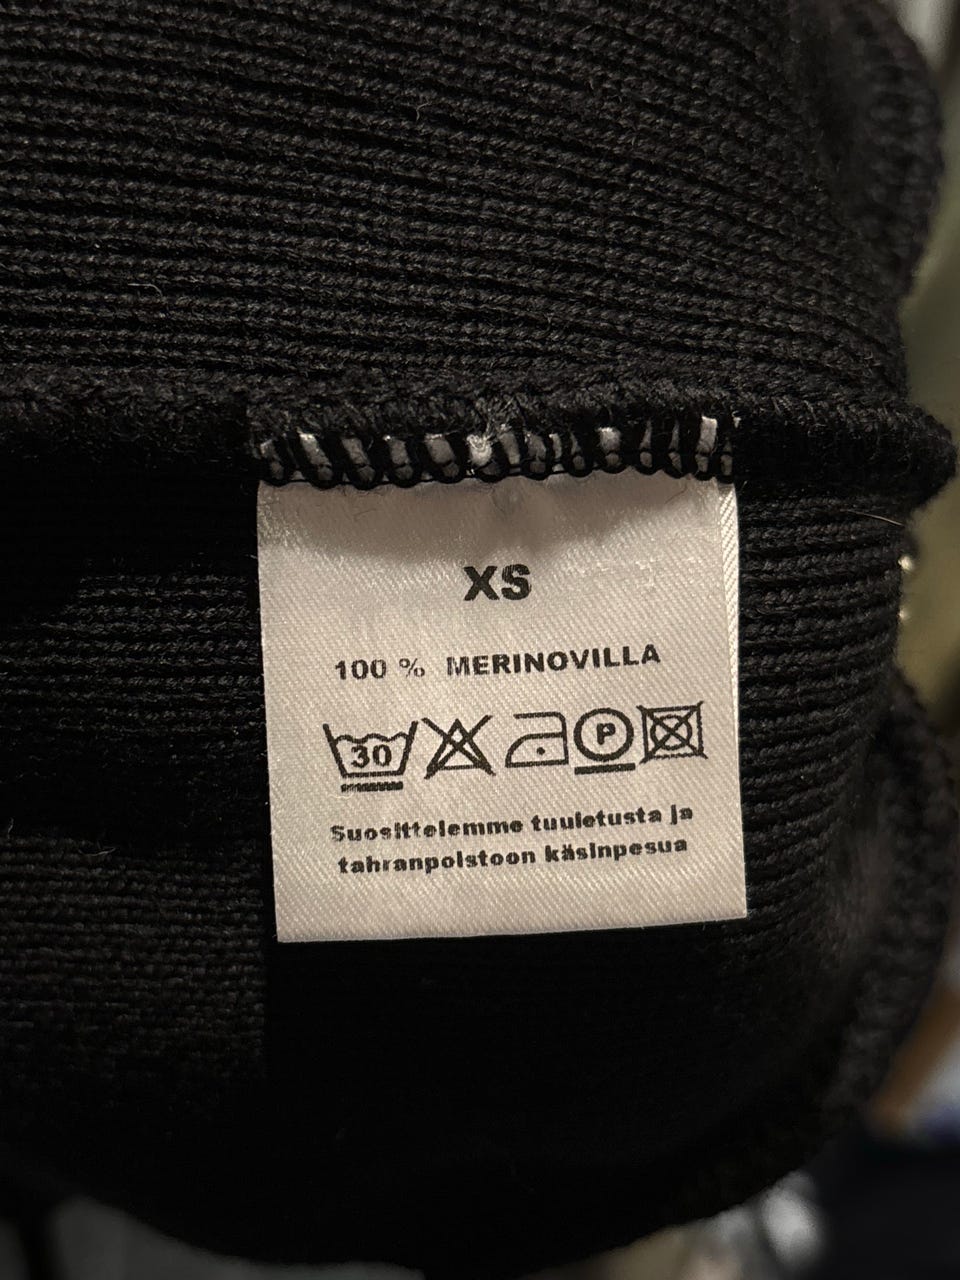 XS
100 % MERINOVILLA
30 P
Suosittelemme tuuletusta ja
tahranpoistoon käsinpesua